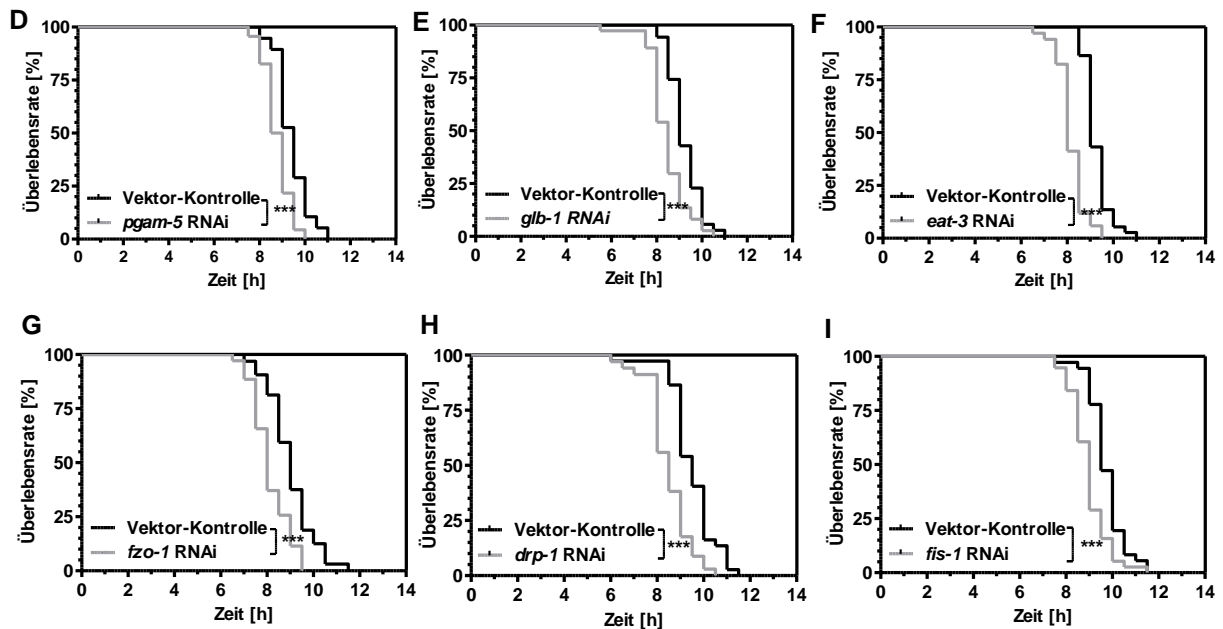 D
Überlebensrate [%]
100
75
50
25
0
Vektor-Kontrolle
pgam-5 RNAi
***
0 2 4 6 8 10 12 14
Zeit [h]
E
Überlebensrate [%]
100
75
50
25
0
Vektor-Kontrolle
glb-1 RNAi
***
0 2 4 6 8 10 12 14
Zeit [h]
F
Überlebensrate [%]
100
75
50
25
0
Vektor-Kontrolle
eat-3 RNAi
***
0 2 4 6 8 10 12 14
Zeit [h]
G
Überlebensrate [%]
100
75
50
25
0
Vektor-Kontrolle
fzo-1 RNAi
***
0 2 4 6 8 10 12 14
Zeit [h]
H
Überlebensrate [%]
100
75
50
25
0
Vektor-Kontrolle
drp-1 RNAi
***
0 2 4 6 8 10 12 14
Zeit [h]
I
Überlebensrate [%]
100
75
50
25
0
Vektor-Kontrolle
fis-1 RNAi
***
0 2 4 6 8 10 12 14
Zeit [h]